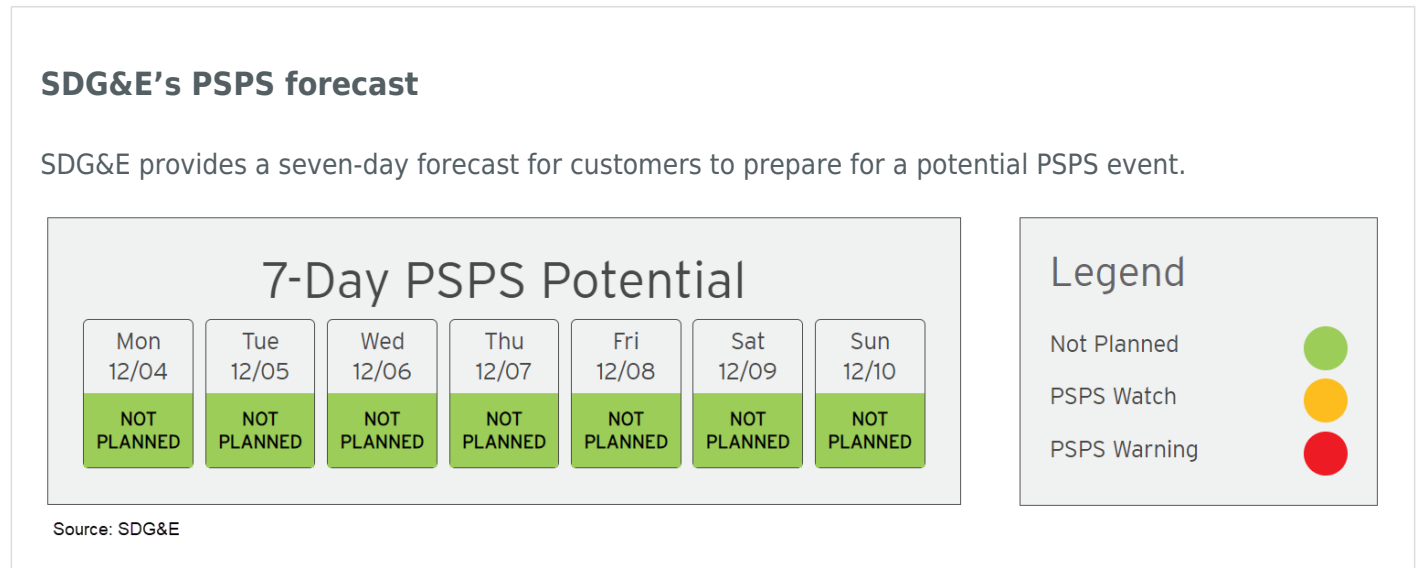 SDG&E’s PSPS forecast
SDG&E provides a seven-day forecast for customers to prepare for a potential PSPS event.
7-Day PSPS Potential
Mon
12/04
NOT
PLANNED
Tue
12/05
NOT
PLANNED
Wed
12/06
NOT
PLANNED
Thu
12/07
NOT
PLANNED
Fri
12/08
NOT
PLANNED
Sat
12/09
NOT
PLANNED
Sun
12/10
NOT
PLANNED
Legend
Not Planned
PSPS Watch
PSPS Warning
Source: SDG&E